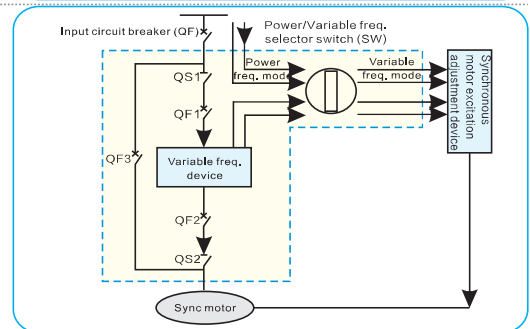 Input circuit breaker (QF)
Power/Variable freq.
selector switch (SW)
Power
freq. mode
Variable
freq. mode
Synchronous
motor excitation
adjustment device
QS1
QF1
QF3
Variable freq.
device
QF2
QS2
Sync motor